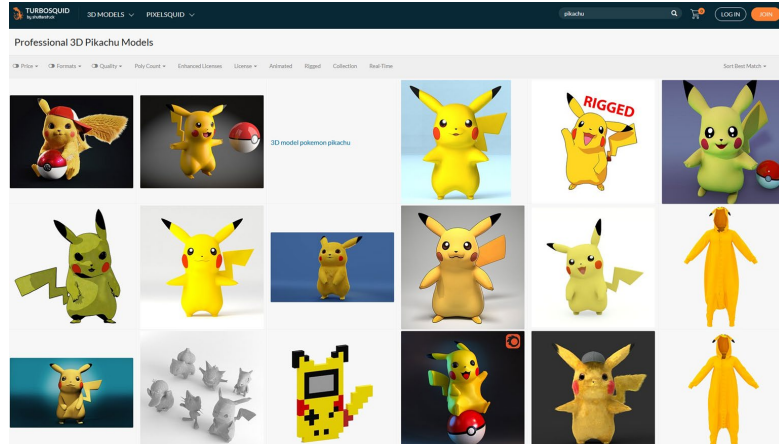 TURBOSQUID
by shutterstock
3D MODELS
PIXELSQUID
pikachu
LOG IN
JOIN
Professional 3D Pikachu Models
Price
Formats
Quality
Poly Count
Enhanced Licenses
License
Animated
Rigged
Collection
Real-Time
Sort Best Match
3D model pokemon pikachu
RIGGED